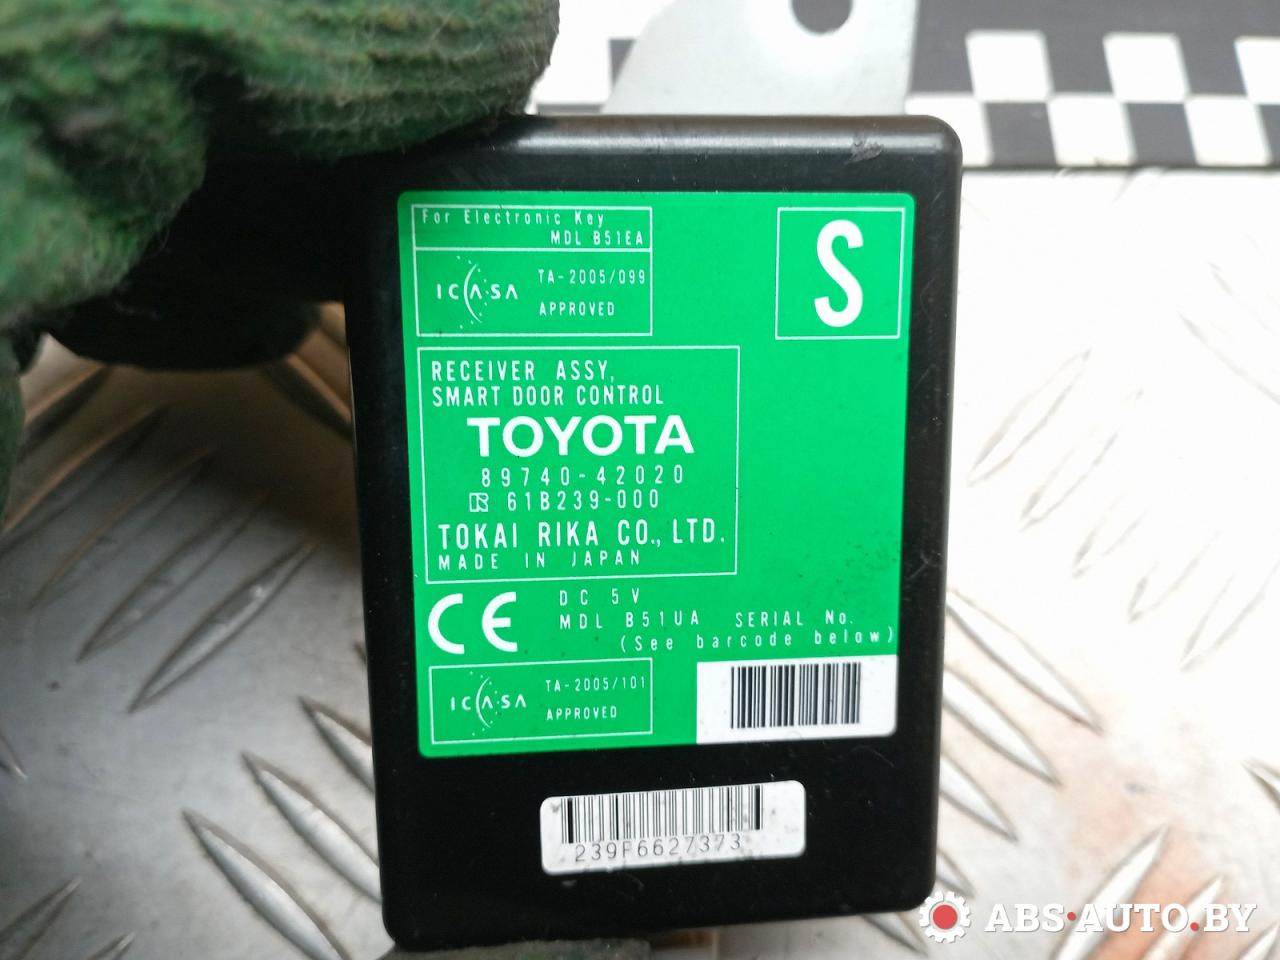 For Electronic Key
MDL B51EA
ICASA TA-2005/099
APPROVED
S
RECEIVER ASSY,
SMART DOOR CONTROL
TOYOTA
89740-42020
61B239-000
TOKAI RIKA CO., LTD.
MADE IN JAPAN
CE
DC 5V
MDL B51UA SERIAL No.
(See barcode below)
ICASA TA-2005/101
APPROVED
239F6627373
ABS-AUTO.BY